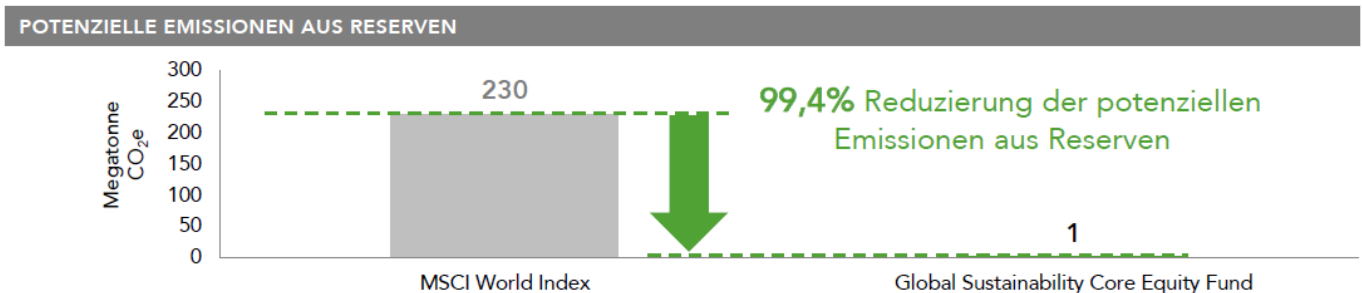 POTENZIELLE EMISSIONEN AUS RESERVEN
Megatonne
CO₂e
300
250
200
150
100
50
0
230
99,4% Reduzierung der potenziellen
Emissionen aus Reserven
1
MSCI World Index
Global Sustainability Core Equity Fund